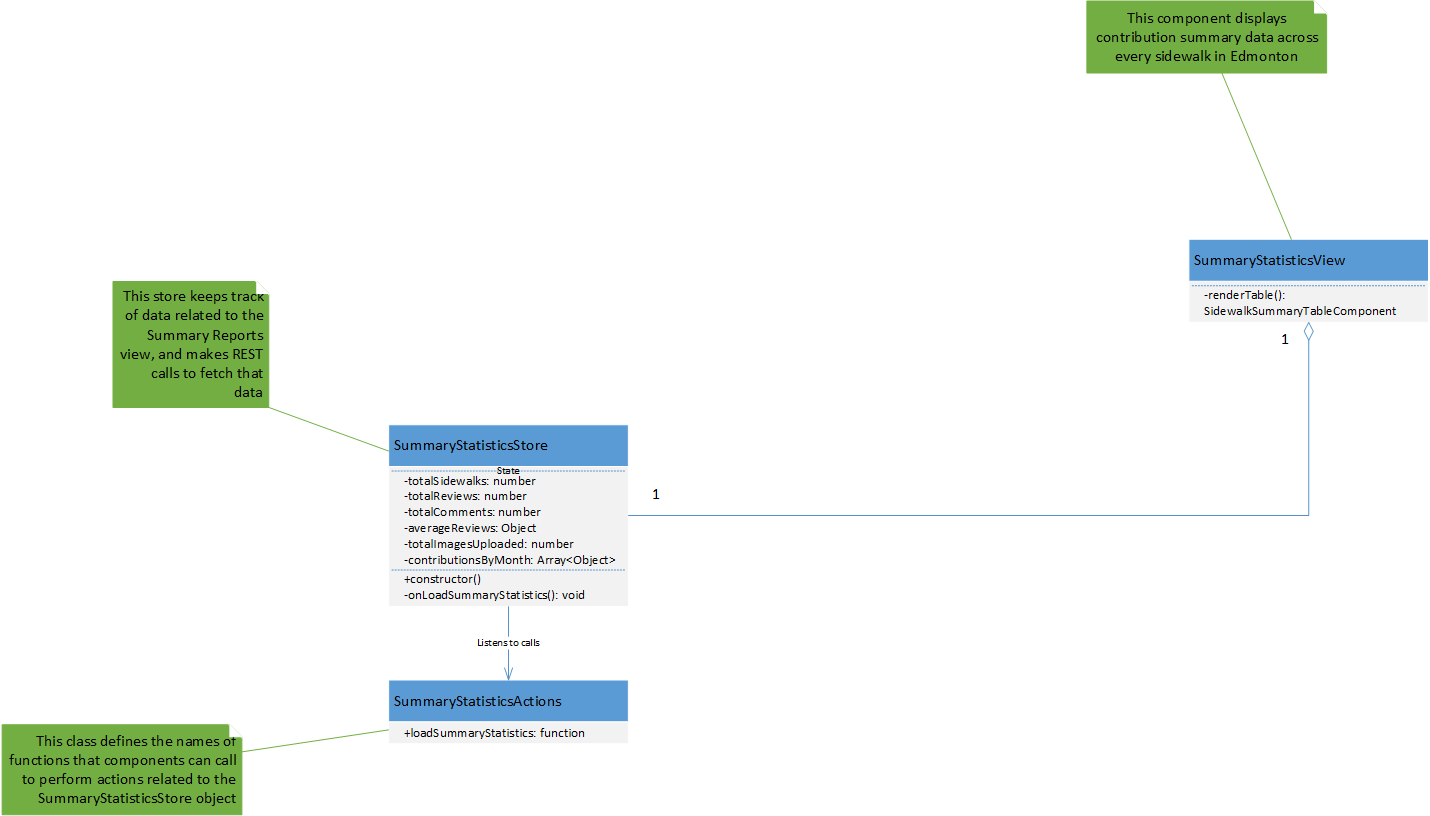 This component displays
contribution summary data across
every sidewalk in Edmonton
SummaryStatisticsView
-renderTable():
SidewalkSummaryTableComponent
1
This store keeps track
of data related to the
Summary Reports
view, and makes REST
calls to fetch that
data
SummaryStatisticsStore
State
-totalSidewalks: number
-totalReviews: number
-totalComments: number
-averageReviews: Object
-totalImagesUploaded: number
-contributionsByMonth: Array<Object>
+constructor()
-onLoadSummaryStatistics(): void
1
Listens to calls
SummaryStatisticsActions
+loadSummaryStatistics: function
This class defines the names of
functions that components can call
to perform actions related to the
SummaryStatisticsStore object